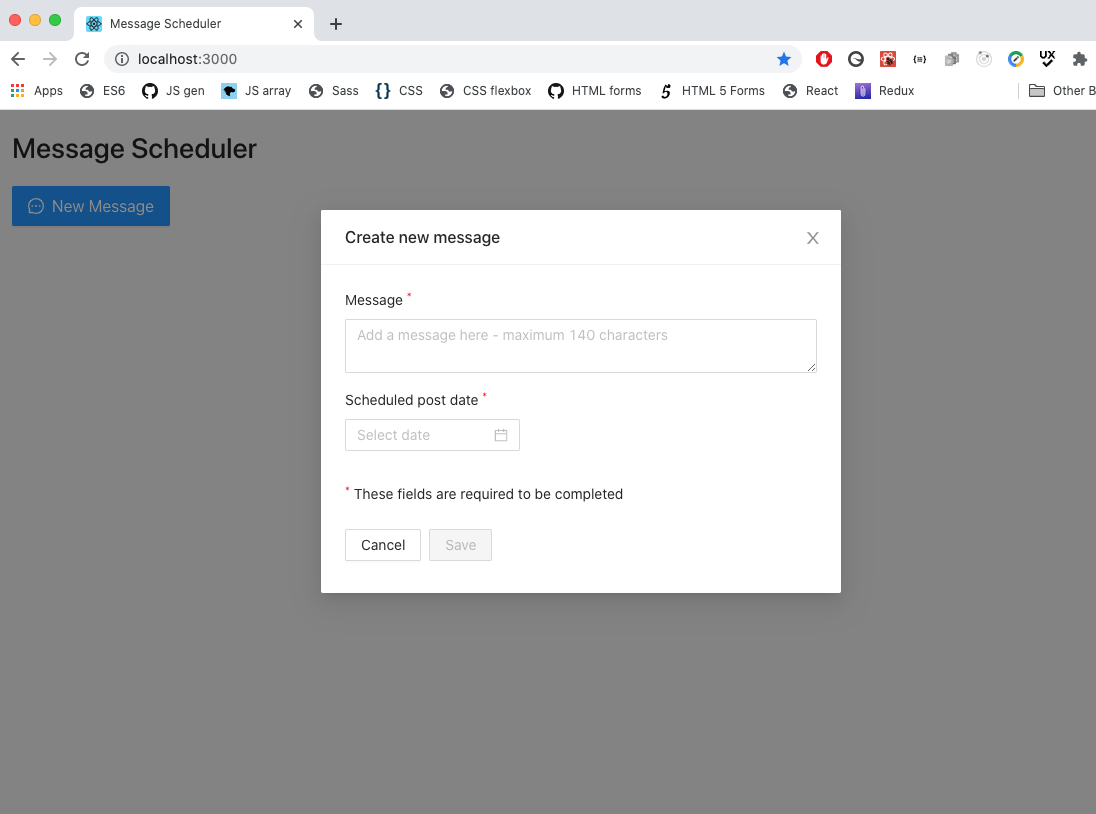 Message Scheduler
localhost:3000
{=} UX
Apps ES6 JS gen JS array Sass {} CSS CSS flexbox HTML forms 5 HTML 5 Forms React Redux Other B
Message Scheduler
New Message
Create new message
Message *
Add a message here - maximum 140 characters
Scheduled post date *
Select date
* These fields are required to be completed
Cancel Save